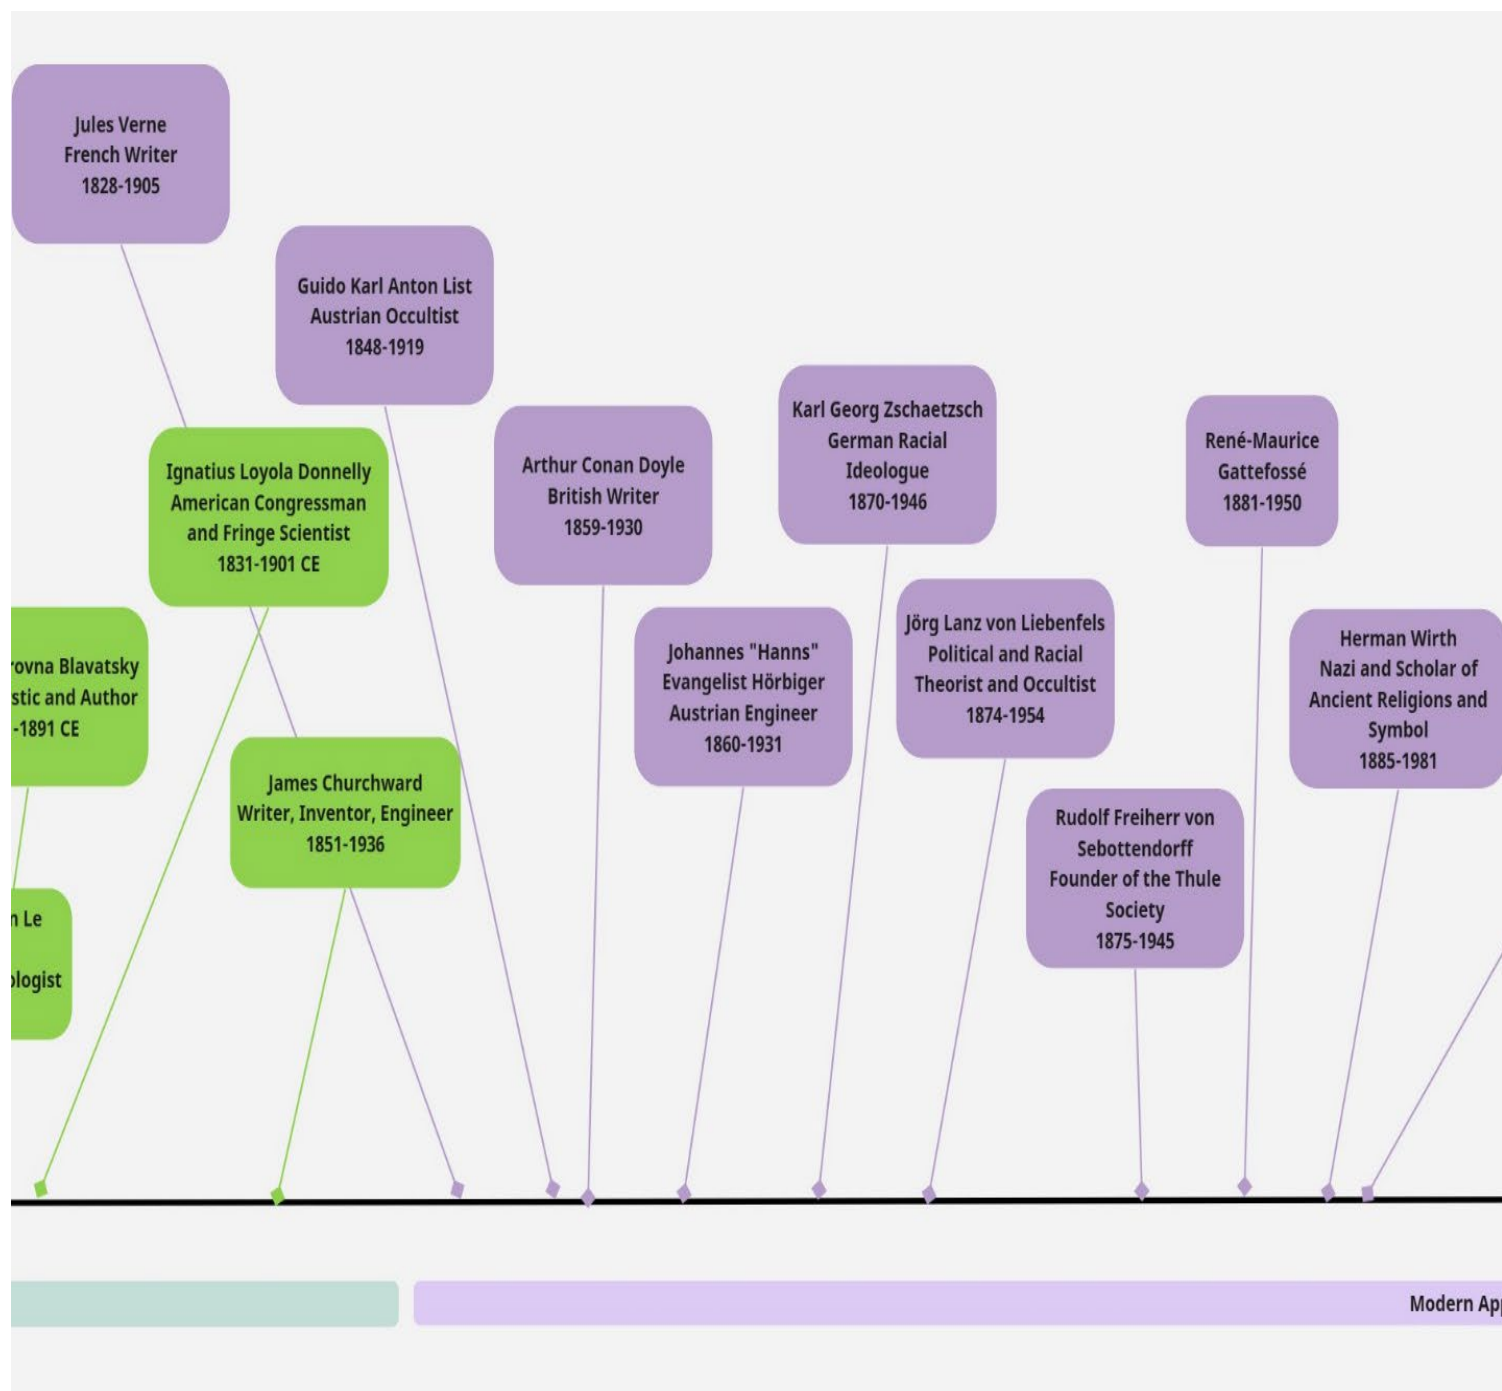 Jules Verne
French Writer
1828-1905
Guido Karl Anton List
Austrian Occultist
1848-1919
Ignatius Loyola Donnelly
American Congressman
and Fringe Scientist
1831-1901 CE
Arthur Conan Doyle
British Writer
1859-1930
Karl Georg Zschaetzsch
German Racial
Ideologue
1870-1946
René-Maurice
Gattefossé
1881-1950
Blavatsky
and Author
-1891 CE
James Churchward
Writer, Inventor, Engineer
1851-1936
Johannes "Hanns"
Evangelist Hörbiger
Austrian Engineer
1860-1931
Jörg Lanz von Liebenfels
Political and Racial
Theorist and Occultist
1874-1954
Rudolf Freiherr von
Sebottendorff
Founder of the Thule
Society
1875-1945
Herman Wirth
Nazi and Scholar of
Ancient Religions and
Symbol
1885-1981
Le
Modern